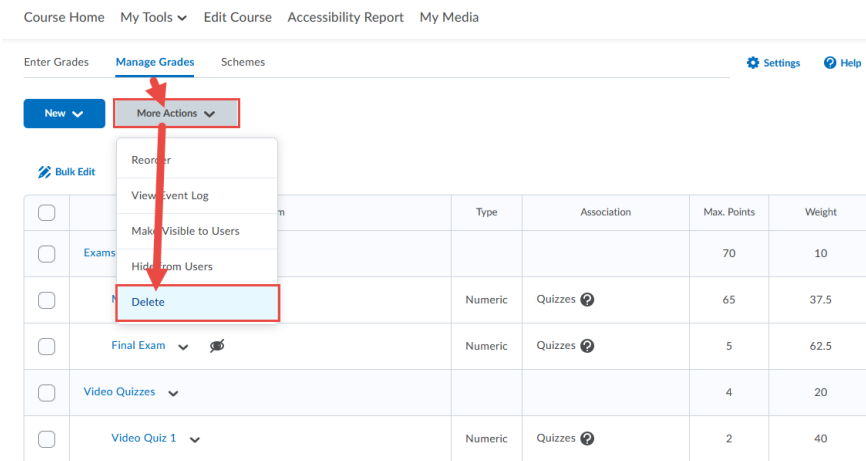 Course Home My Tools Edit Course Accessibility Report My Media
Enter Grades Manage Grades Schemes Settings Help
New More Actions
Reorder
Bulk Edit
View Event Log
m Type Association Max. Points Weight
Make Visible to Users
Exams 70 10
Hide from Users
Delete Numeric Quizzes 65 37.5
Final Exam Numeric Quizzes 5 62.5
Video Quizzes 4 20
Video Quiz 1 Numeric Quizzes 2 40